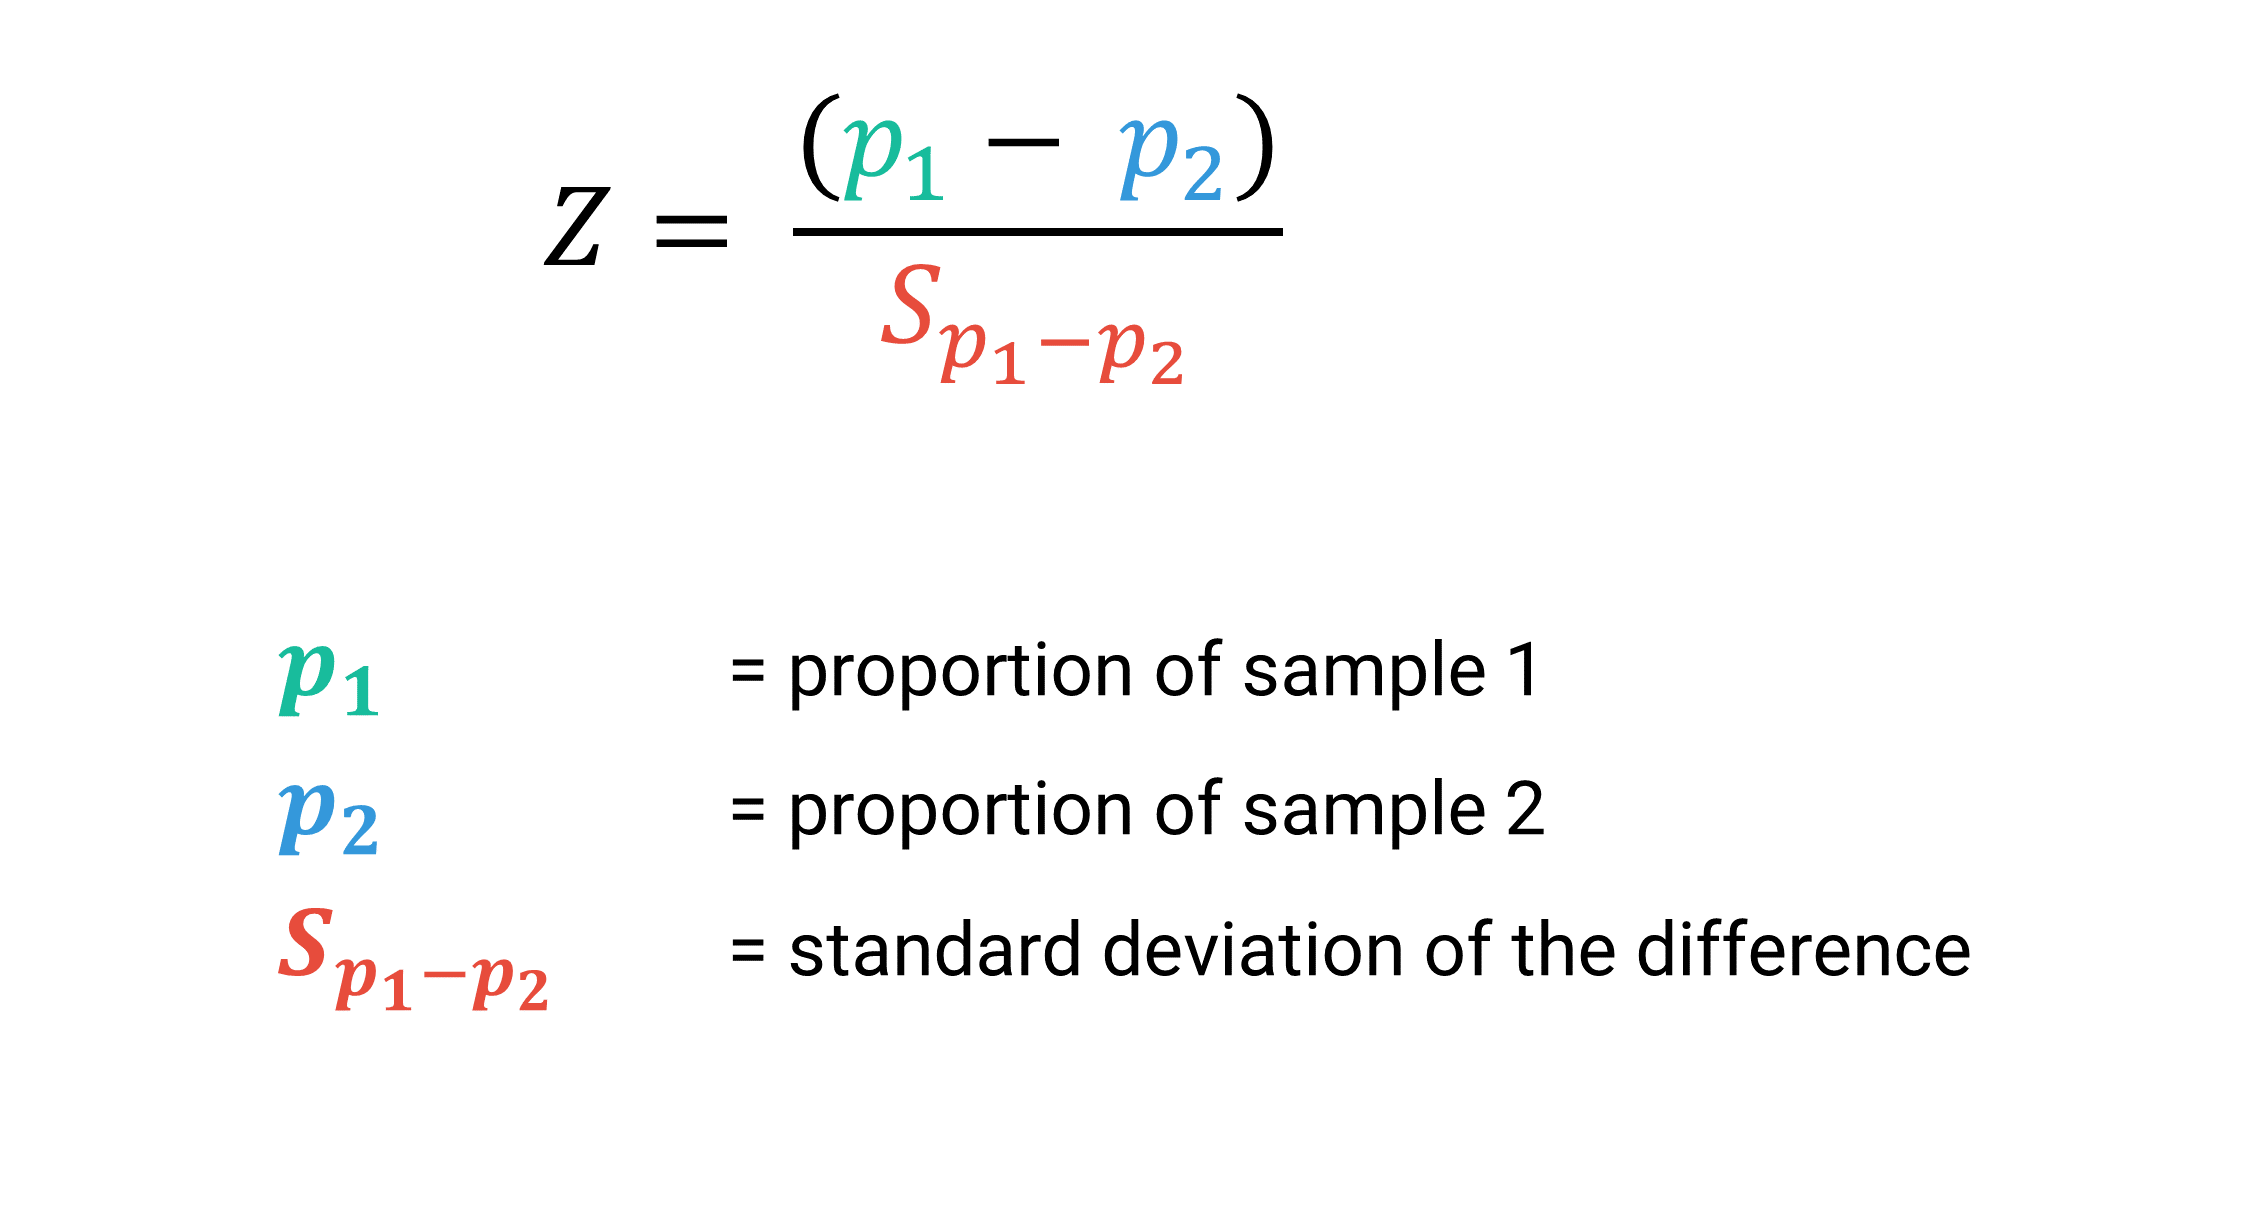 z = (p₁ − p₂) / S_{p₁−p₂}
p₁ = proportion of sample 1
p₂ = proportion of sample 2
S_{p₁−p₂} = standard deviation of the difference